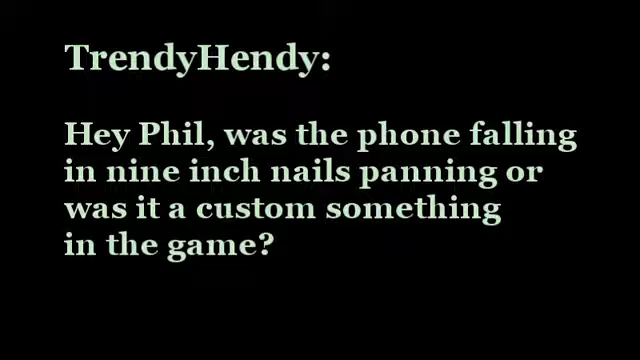 TrendyHendy:
Hey Phil, was the phone falling
in nine inch nails panning or
was it a custom something
in the game?